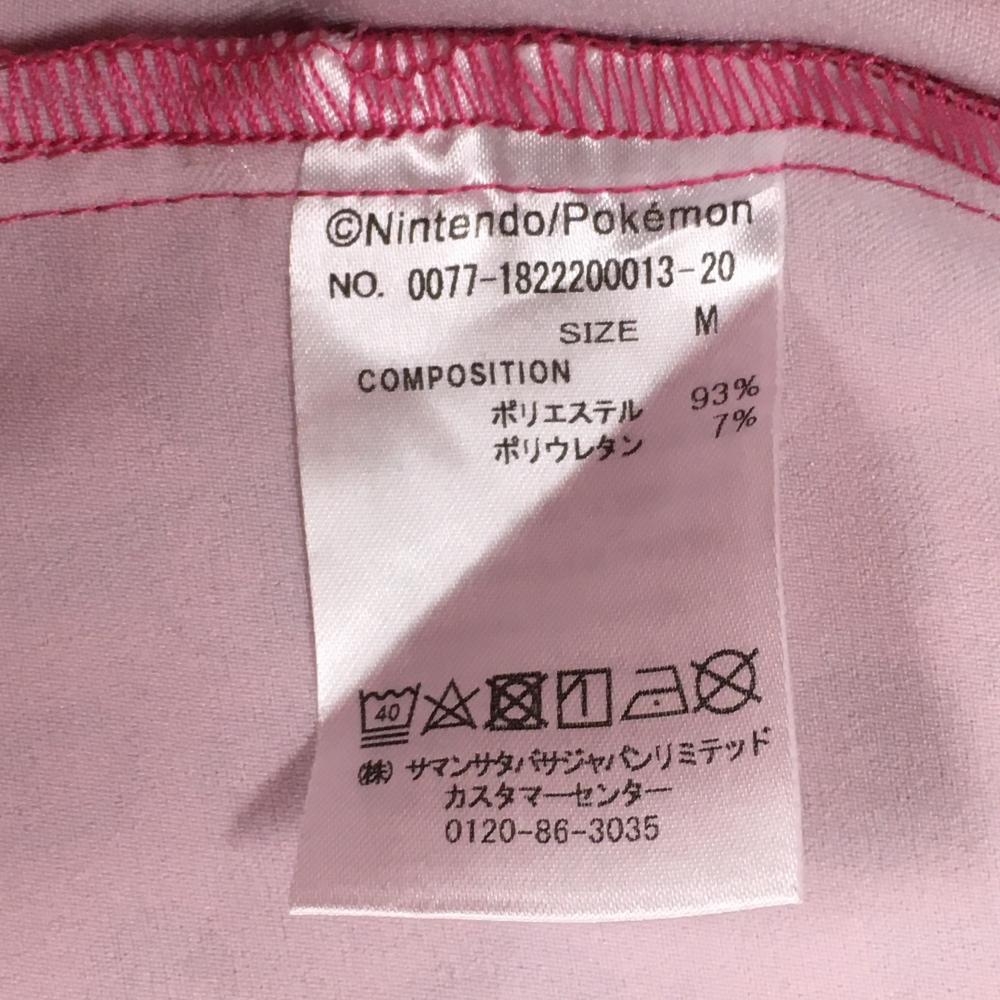 ©Nintendo/Pokémon
NO. 0077-1822200013-20
SIZE M
COMPOSITION
ポリエステル 93%
ポリウレタン 7%
40
(株) サマンサタバサジャパンリミテッド
カスタマーセンター
0120-86-3035